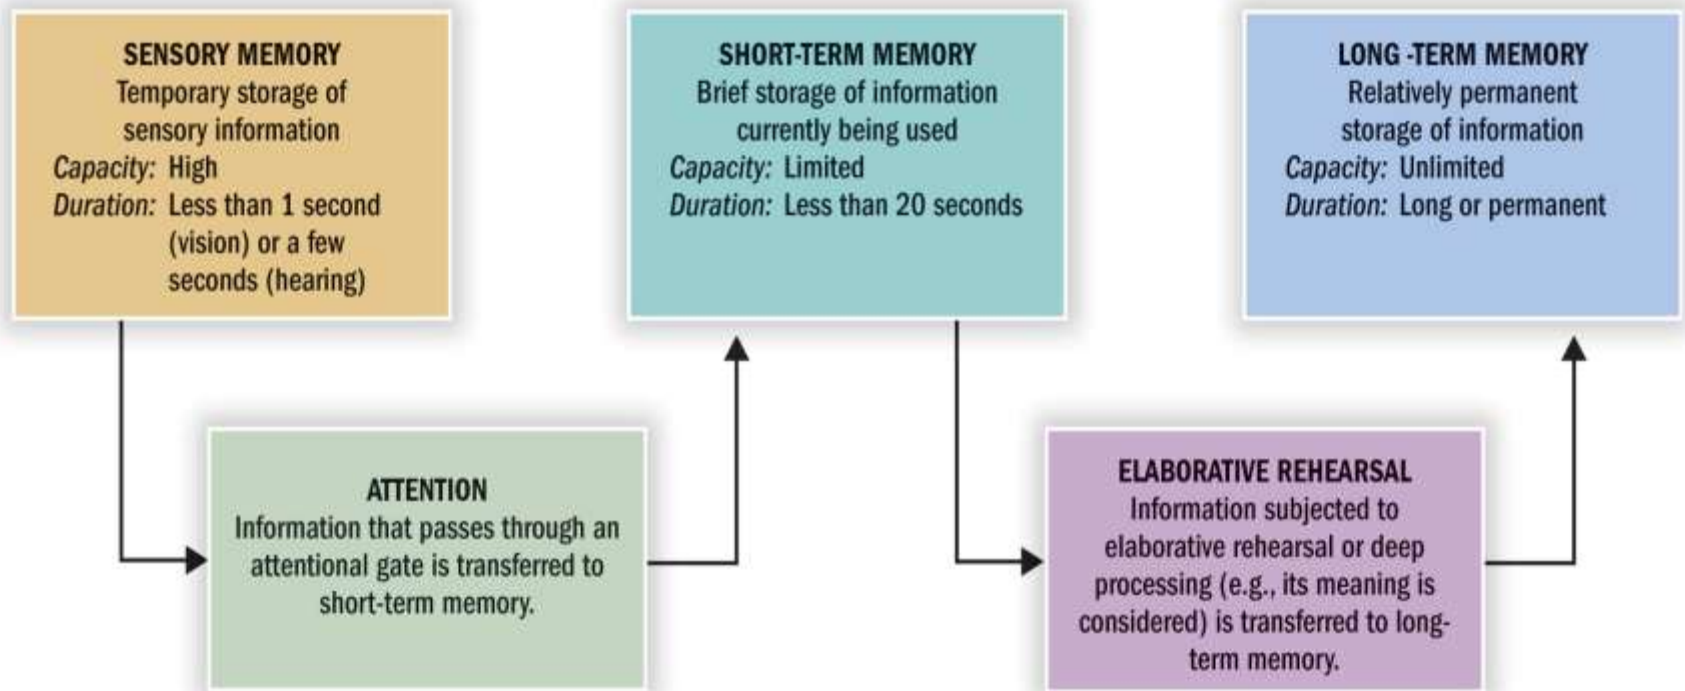 SENSORY MEMORY
Temporary storage of
sensory information
Capacity: High
Duration: Less than 1 second
(vision) or a few
seconds (hearing)
SHORT-TERM MEMORY
Brief storage of information
currently being used
Capacity: Limited
Duration: Less than 20 seconds
LONG -TERM MEMORY
Relatively permanent
storage of information
Capacity: Unlimited
Duration: Long or permanent
ATTENTION
Information that passes through an
attentional gate is transferred to
short-term memory.
ELABORATIVE REHEARSAL
Information subjected to
elaborative rehearsal or deep
processing (e.g., its meaning is
considered) is transferred to long-
term memory.